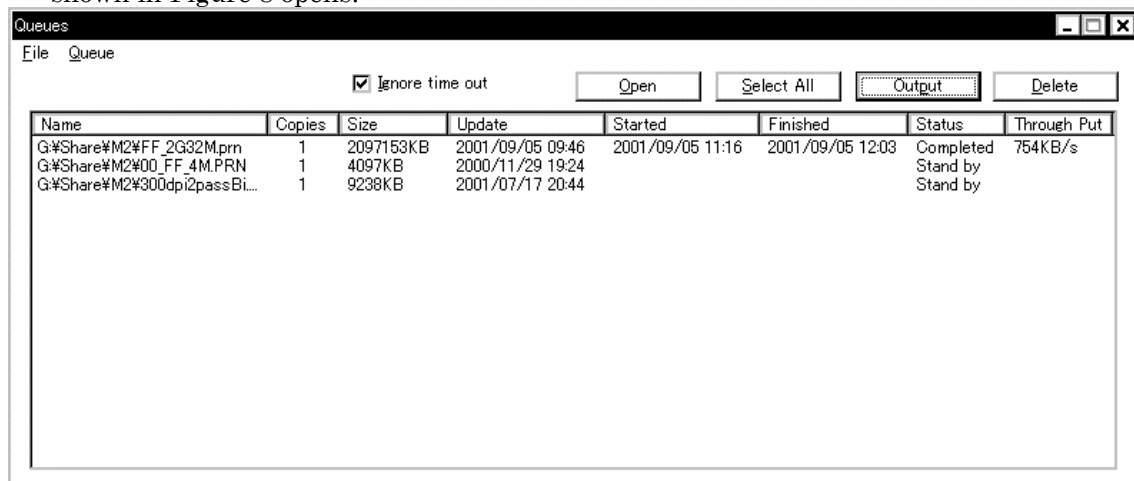 shown in Figure 8 opens.
Queues
File Queue
Ignore time out Open Select All Output Delete
Name Copies Size Update Started Finished Status Through Put
G:¥Share¥M2¥FF_2G32M.prn 1 2097153KB 2001/09/05 09:46 2001/09/05 11:16 2001/09/05 12:03 Completed 754KB/s
G:¥Share¥M2¥00_FF_4M.PRN 1 4097KB 2000/11/29 19:24 Stand by
G:¥Share¥M2¥300dpi2passBi... 1 9238KB 2001/07/17 20:44 Stand by